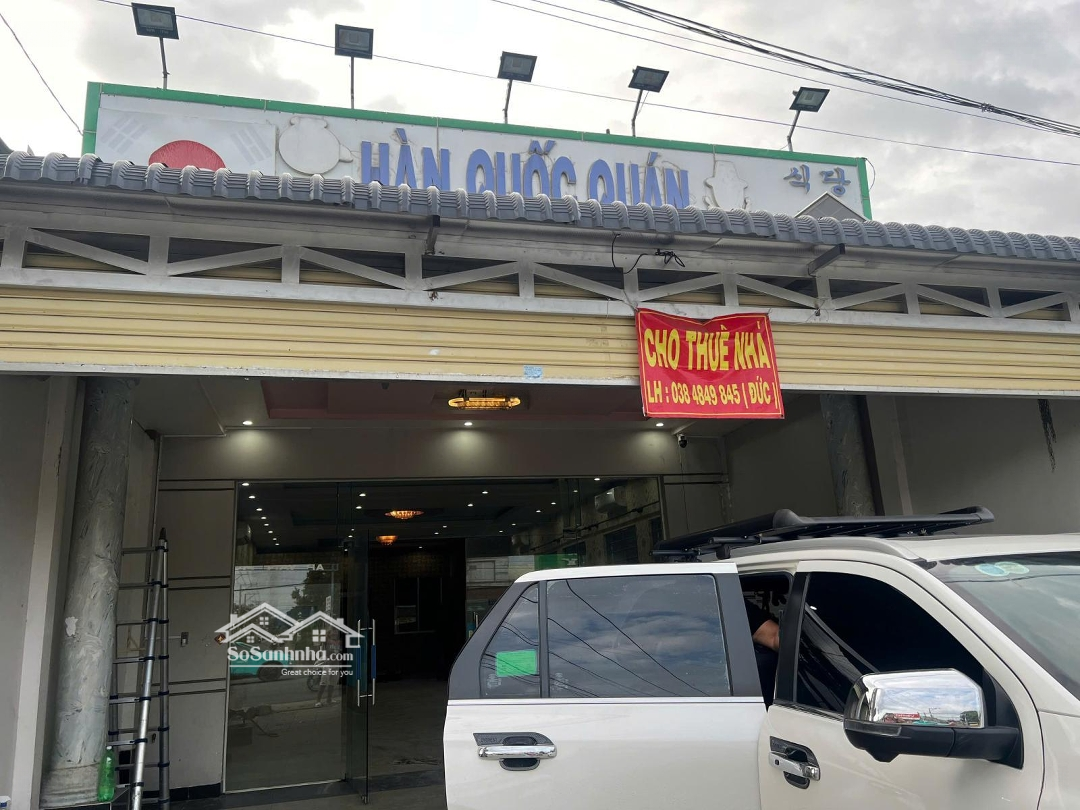 HÀN QUỐC QUÁN
식당
CHO THUÊ NHÀ
LH : 038 4849 845 ( ĐỨC )
SoSanhnha.com
Great choice for you